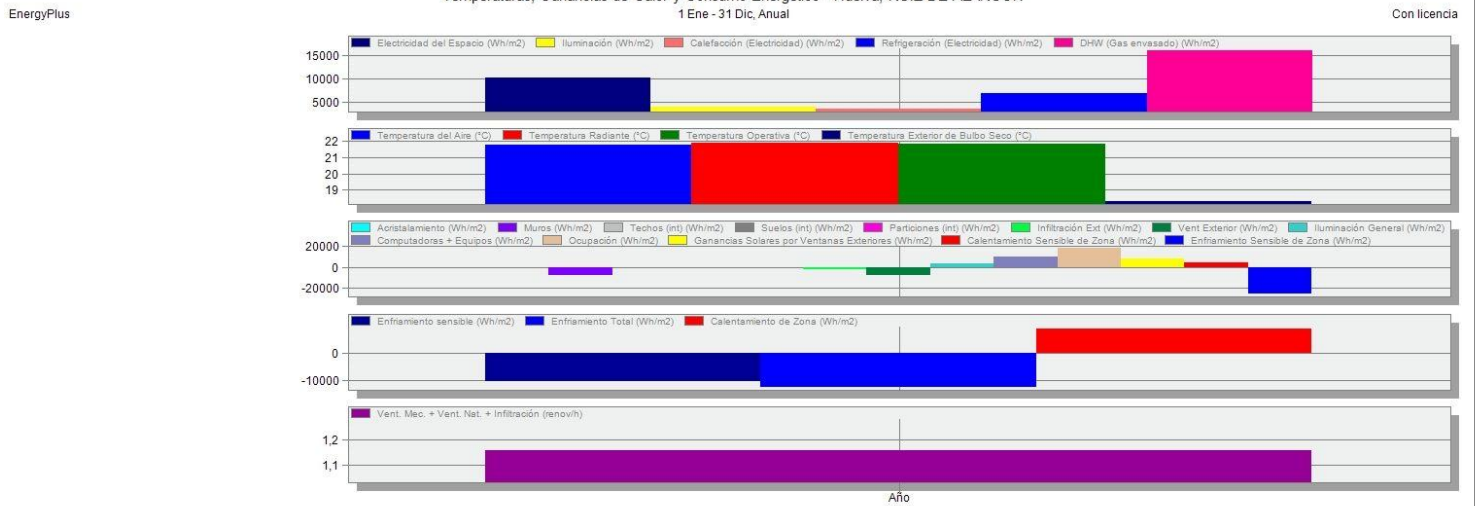 EnergyPlus
1 Ene - 31 Dic, Anual
Con licencia
Electricidad del Espacio (Wh/m2) Iluminación (Wh/m2) Calefacción (Electricidad) (Wh/m2) Refrigeración (Electricidad) (Wh/m2) DHW (Gas envasado) (Wh/m2)
15000
10000
5000
Temperatura del Aire (°C) Temperatura Radiante (°C) Temperatura Operativa (°C) Temperatura Exterior de Bulbo Seco (°C)
22
21
20
19
Acristalamiento (Wh/m2) Muros (Wh/m2) Techos (int) (Wh/m2) Suelos (int) (Wh/m2) Particiones (int) (Wh/m2) Infiltración Ext (Wh/m2) Vent Exterior (Wh/m2) Iluminación General (Wh/m2)
Computadoras + Equipos (Wh/m2) Ocupación (Wh/m2) Ganancias Solares por Ventanas Exteriores (Wh/m2) Calentamiento Sensible de Zona (Wh/m2) Enfriamiento Sensible de Zona (Wh/m2)
20000
0
-20000
Enfriamiento sensible (Wh/m2) Enfriamiento Total (Wh/m2) Calentamiento de Zona (Wh/m2)
0
-10000
Vent. Mec. + Vent. Nat. + Infiltración (renov/h)
1,2
1,1
Año